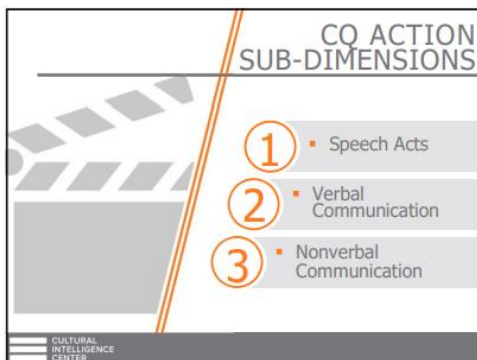 CQ ACTION
SUB-DIMENSIONS
1 ▪ Speech Acts
2 ▪ Verbal
Communication
3 ▪ Nonverbal
Communication
CULTURAL
INTELLIGENCE
CENTER